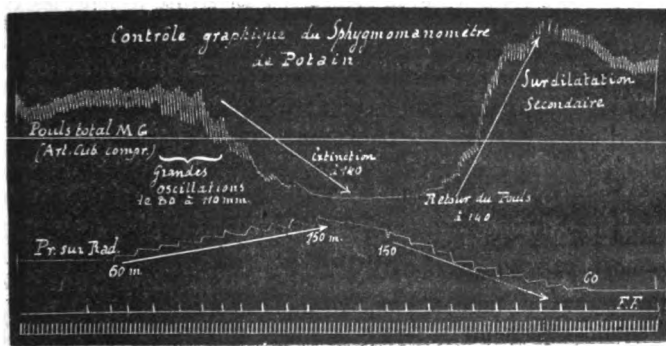 Contrôle graphique du Sphygmomanomètre
de Potain
Surdilatation
Secondaire
Pouls total M G
(Art. Cub. compr.)
Extinction
à 140
Grandes
oscillations
de 80 à 110 mm.
Retour du Pouls
à 140
Pr. sur Rad.
60 m.
150 m.
150
60
F.F.